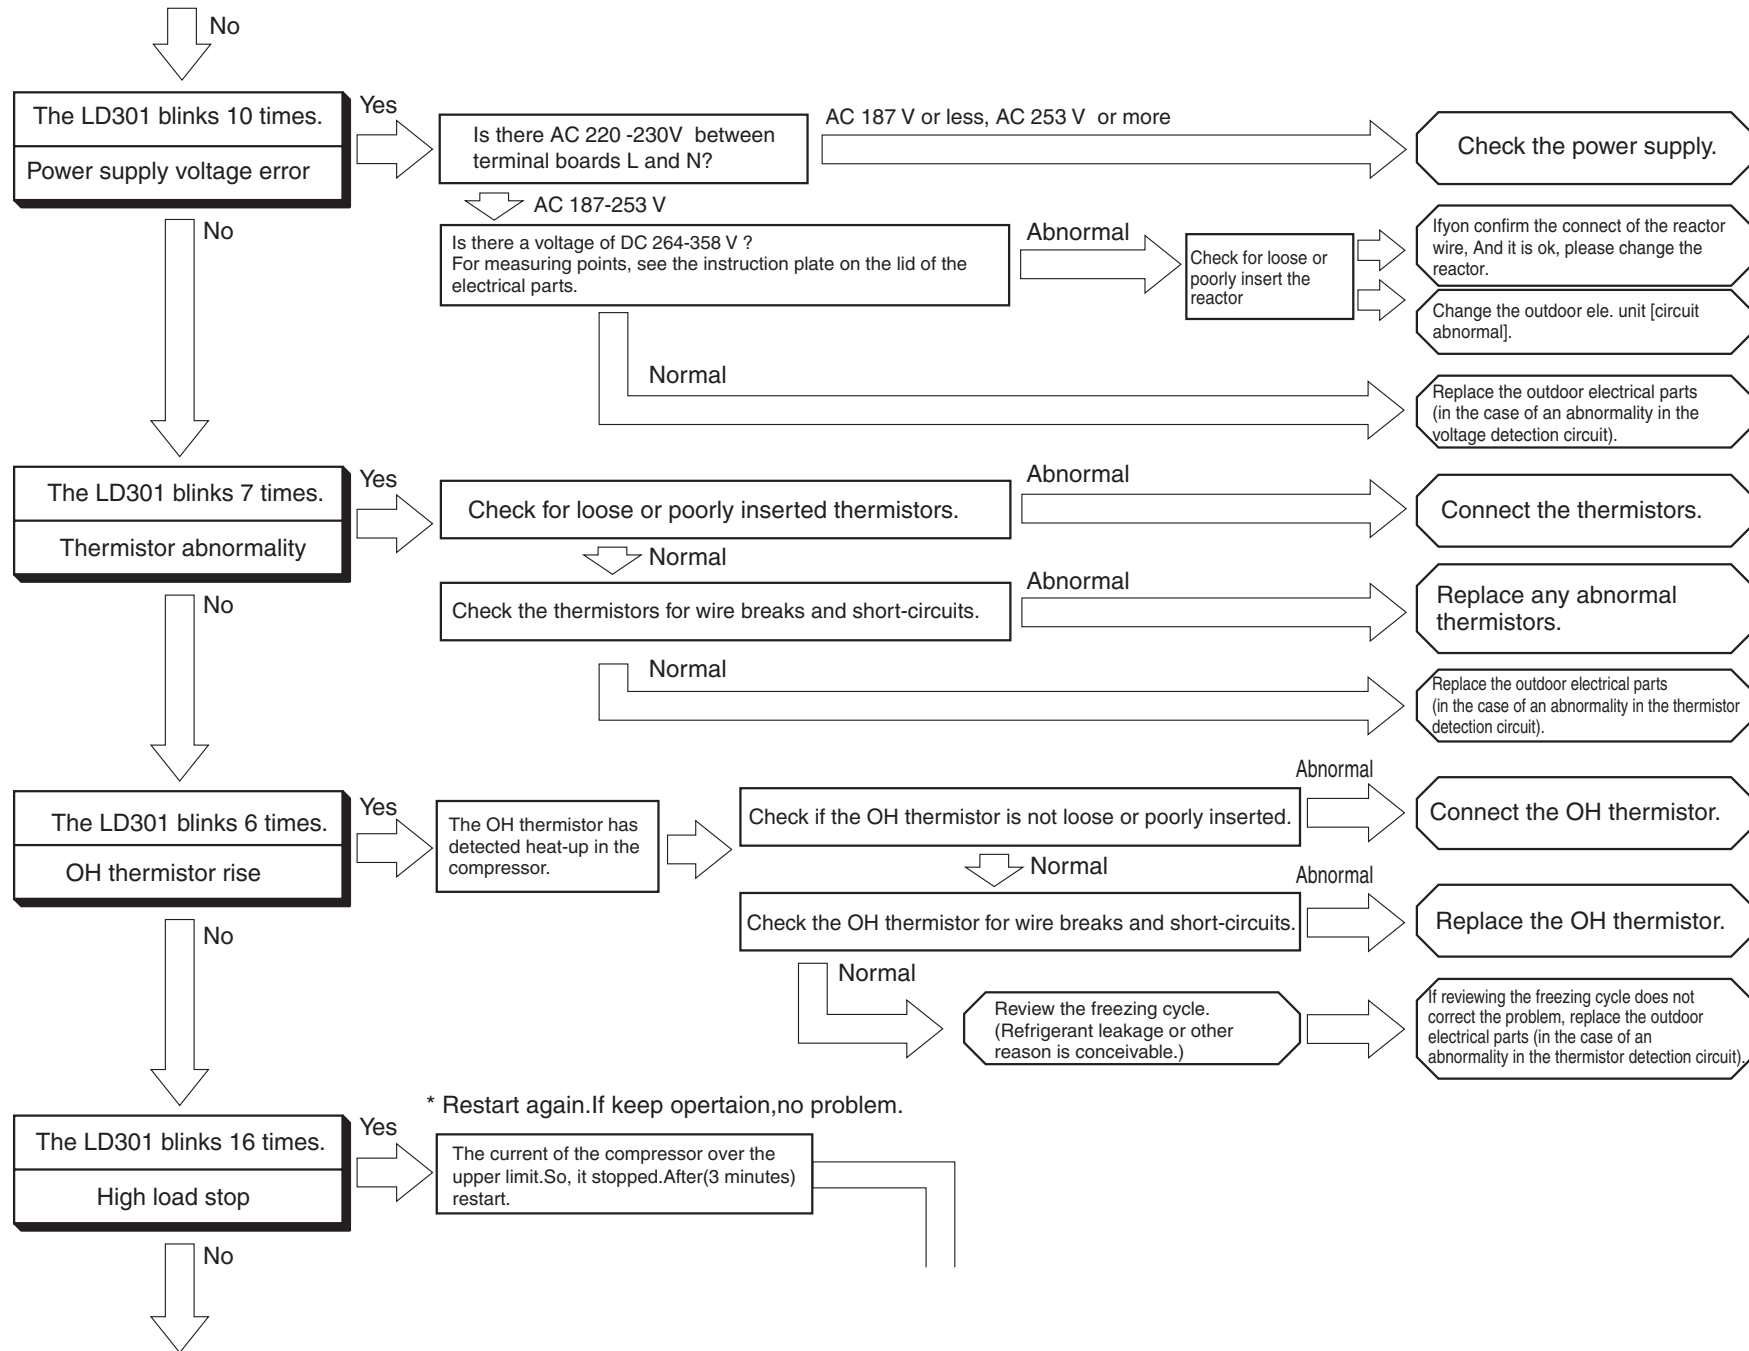 No
The LD301 blinks 10 times.
Power supply voltage error
Yes
Is there AC 220 -230V between
terminal boards L and N?
AC 187 V or less, AC 253 V or more
Check the power supply.
AC 187-253 V
No
Is there a voltage of DC 264-358 V ?
For measuring points, see the instruction plate on the lid of the
electrical parts.
Abnormal
Check for loose or
poorly insert the
reactor
Ifyon confirm the connect of the reactor
wire, And it is ok, please change the
reactor.
Change the outdoor ele. unit [circuit
abnormal].
Normal
Replace the outdoor electrical parts
(in the case of an abnormality in the
voltage detection circuit).
The LD301 blinks 7 times.
Thermistor abnormality
Yes
Check for loose or poorly inserted thermistors.
Abnormal
Connect the thermistors.
Normal
No
Check the thermistors for wire breaks and short-circuits.
Abnormal
Replace any abnormal
thermistors.
Normal
Replace the outdoor electrical parts
(in the case of an abnormality in the thermistor
detection circuit).
The LD301 blinks 6 times.
OH thermistor rise
Yes
The OH thermistor has
detected heat-up in the
compressor.
Check if the OH thermistor is not loose or poorly inserted.
Abnormal
Connect the OH thermistor.
Normal
No
Check the OH thermistor for wire breaks and short-circuits.
Abnormal
Replace the OH thermistor.
Normal
Review the freezing cycle.
(Refrigerant leakage or other
reason is conceivable.)
If reviewing the freezing cycle does not
correct the problem, replace the outdoor
electrical parts (in the case of an
abnormality in the thermistor detection circuit).
* Restart again.If keep opertaion,no problem.
The LD301 blinks 16 times.
High load stop
Yes
The current of the compressor over the
upper limit.So, it stopped.After(3 minutes)
restart.
No